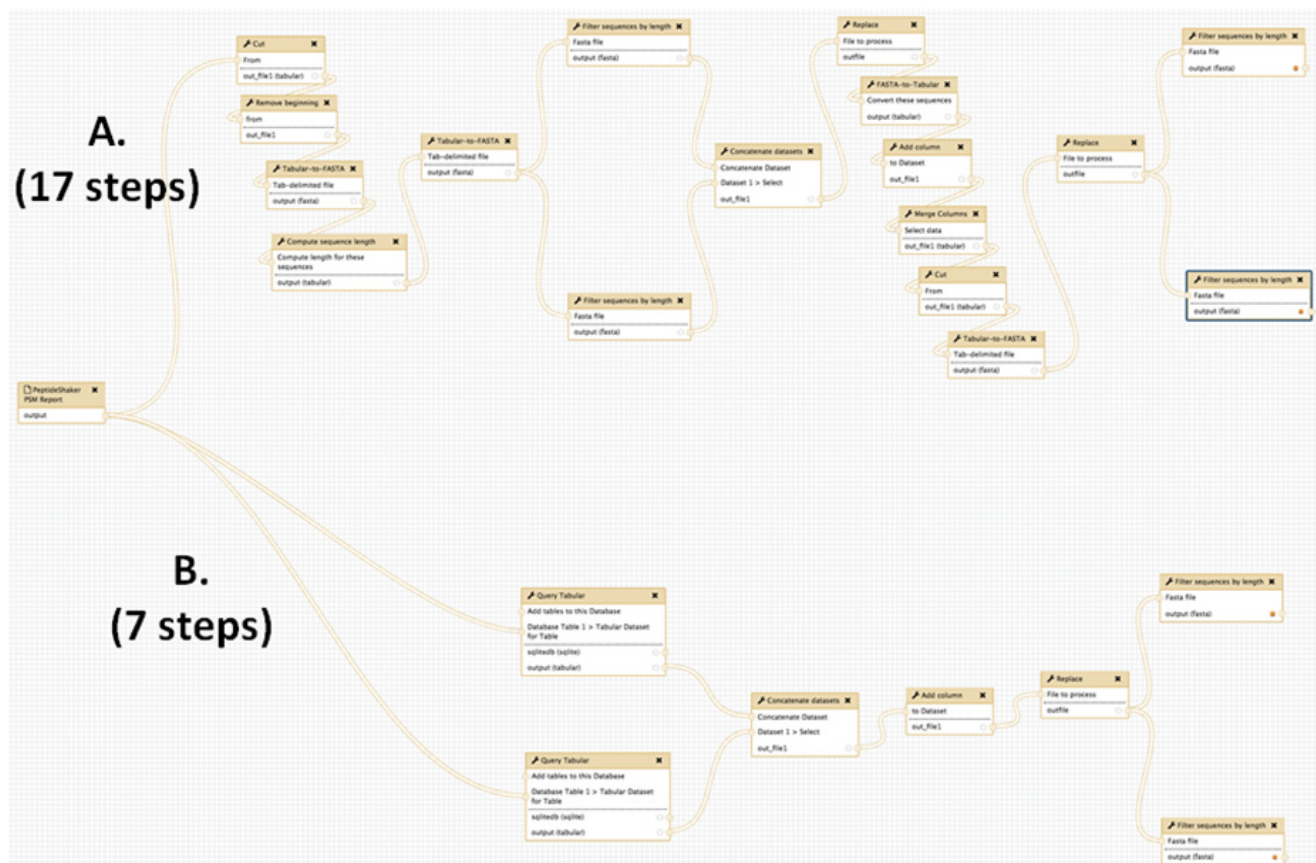 A.
(17 steps)
Cut
From
out_file1 (tabular)
Remove beginning
from
out_file1
Tabular-to-FASTA
Tab-delimited file
output (fasta)
Compute sequence length
Compute length for these
sequences
output (tabular)
Tabular-to-FASTA
Tab-delimited file
output (fasta)
Filter sequences by length
Fasta file
output (fasta)
Filter sequences by length
Fasta file
output (fasta)
Concatenate datasets
Concatenate Dataset
Dataset 1 > Select
out_file1
Replace
File to process
outfile
FASTA-to-Tabular
Convert these sequences
output (tabular)
Add column
to Dataset
out_file1
Merge Columns
Select data
out_file1 (tabular)
Cut
From
out_file1 (tabular)
Tabular-to-FASTA
Tab-delimited file
output (fasta)
Replace
File to process
outfile
Filter sequences by length
Fasta file
output (fasta)
Filter sequences by length
Fasta file
output (fasta)
PeptideShaker
PSM Report
output
B.
(7 steps)
Query Tabular
Add tables to this Database
Database Table 1 > Tabular Dataset
for Table
sqlitedb (sqlite)
output (tabular)
Query Tabular
Add tables to this Database
Database Table 1 > Tabular Dataset
for Table
sqlitedb (sqlite)
output (tabular)
Concatenate datasets
Concatenate Dataset
Dataset 1 > Select
out_file1
Add column
to Dataset
out_file1
Replace
File to process
outfile
Filter sequences by length
Fasta file
output (fasta)
Filter sequences by length
Fasta file
output (fasta)